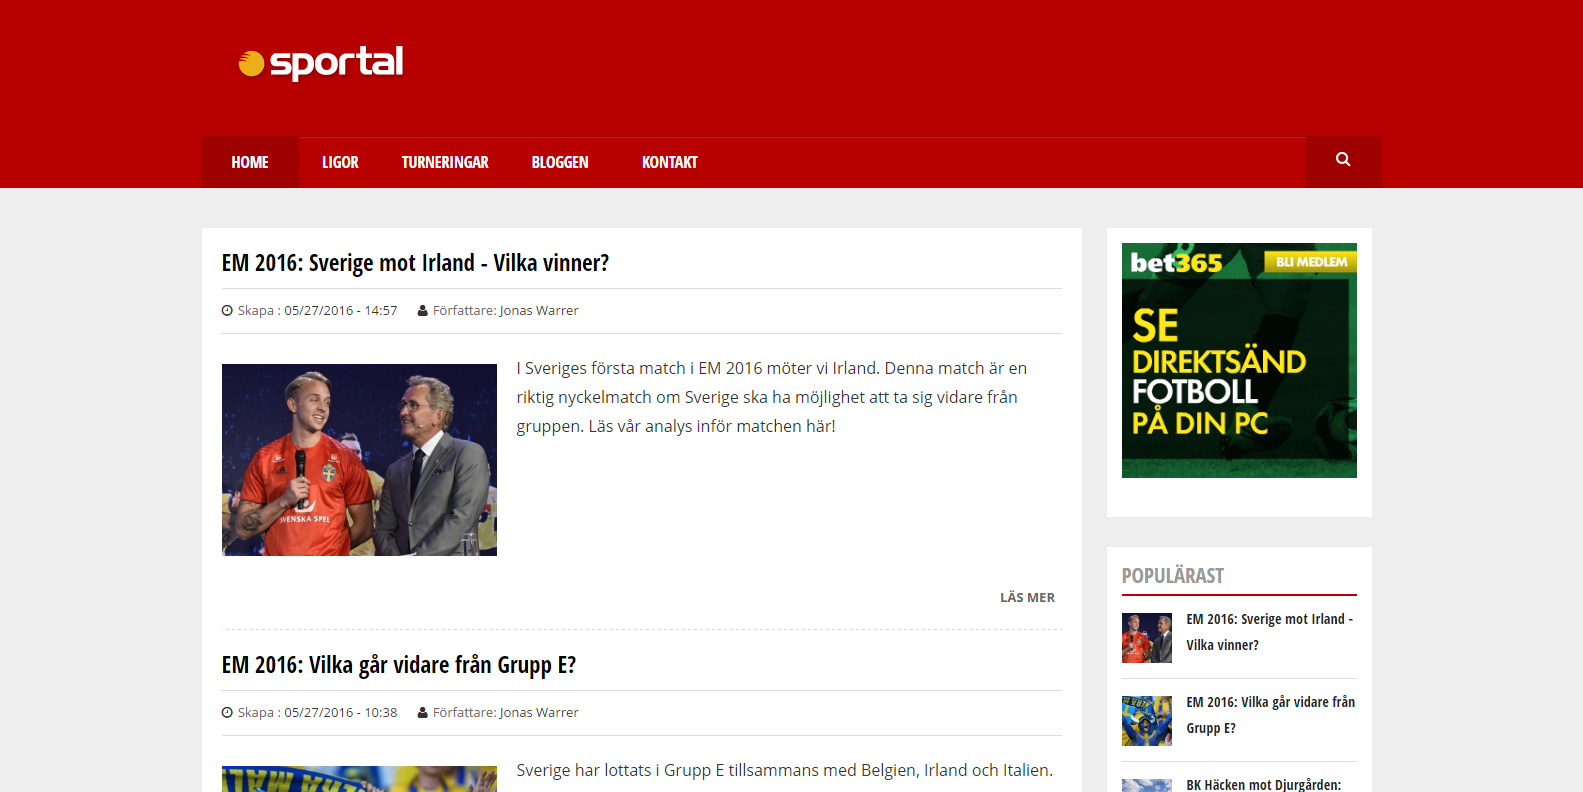 sportal
HOME
LIGOR
TURNERINGAR
BLOGGEN
KONTAKT
EM 2016: Sverige mot Irland - Vilka vinner?
Skapa : 05/27/2016 - 14:57 Författare: Jonas Warrer
I Sveriges första match i EM 2016 möter vi Irland. Denna match är en
riktig nyckelmatch om Sverige ska ha möjlighet att ta sig vidare från
gruppen. Läs vår analys inför matchen här!
SVENSKA SPEL
LÄS MER
EM 2016: Vilka går vidare från Grupp E?
Skapa : 05/27/2016 - 10:38 Författare: Jonas Warrer
Sverige har lottats i Grupp E tillsammans med Belgien, Irland och Italien.
bet365
BLI MEDLEM
SE
DIREKTSÄND
FOTBOLL
PÅ DIN PC
POPULÄRAST
EM 2016: Sverige mot Irland -
Vilka vinner?
EM 2016: Vilka går vidare från
Grupp E?
BK Häcken mot Djurgården: